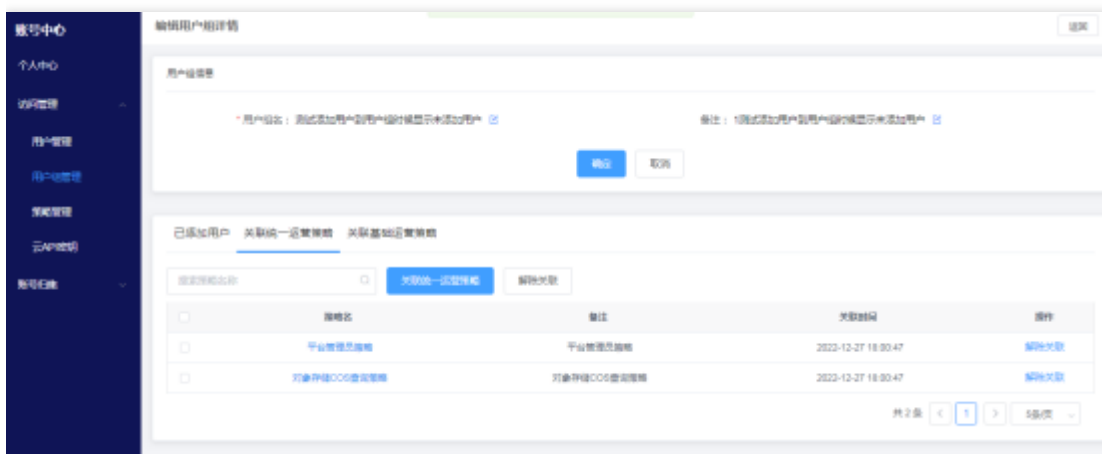 账号中心
个人中心
访问管理
用户管理
用户组管理
策略管理
云API密钥
账号归集
编辑用户组详情
返回
用户组信息
* 用户组名： 测试添加用户到用户组时候显示未添加用户
备注： 1测试添加用户到用户组时候显示未添加用户
确定 取消
已添加用户 关联统一运营策略 关联基础运营策略
搜索策略名称 关联统一运营策略 解除关联
策略名 备注 关联时间 操作
平台管理员策略 平台管理员策略 2022-12-27 18:00:47 解除关联
对象存储COS查询策略 对象存储COS查询策略 2022-12-27 18:00:47 解除关联
共 2 条 1 5条/页